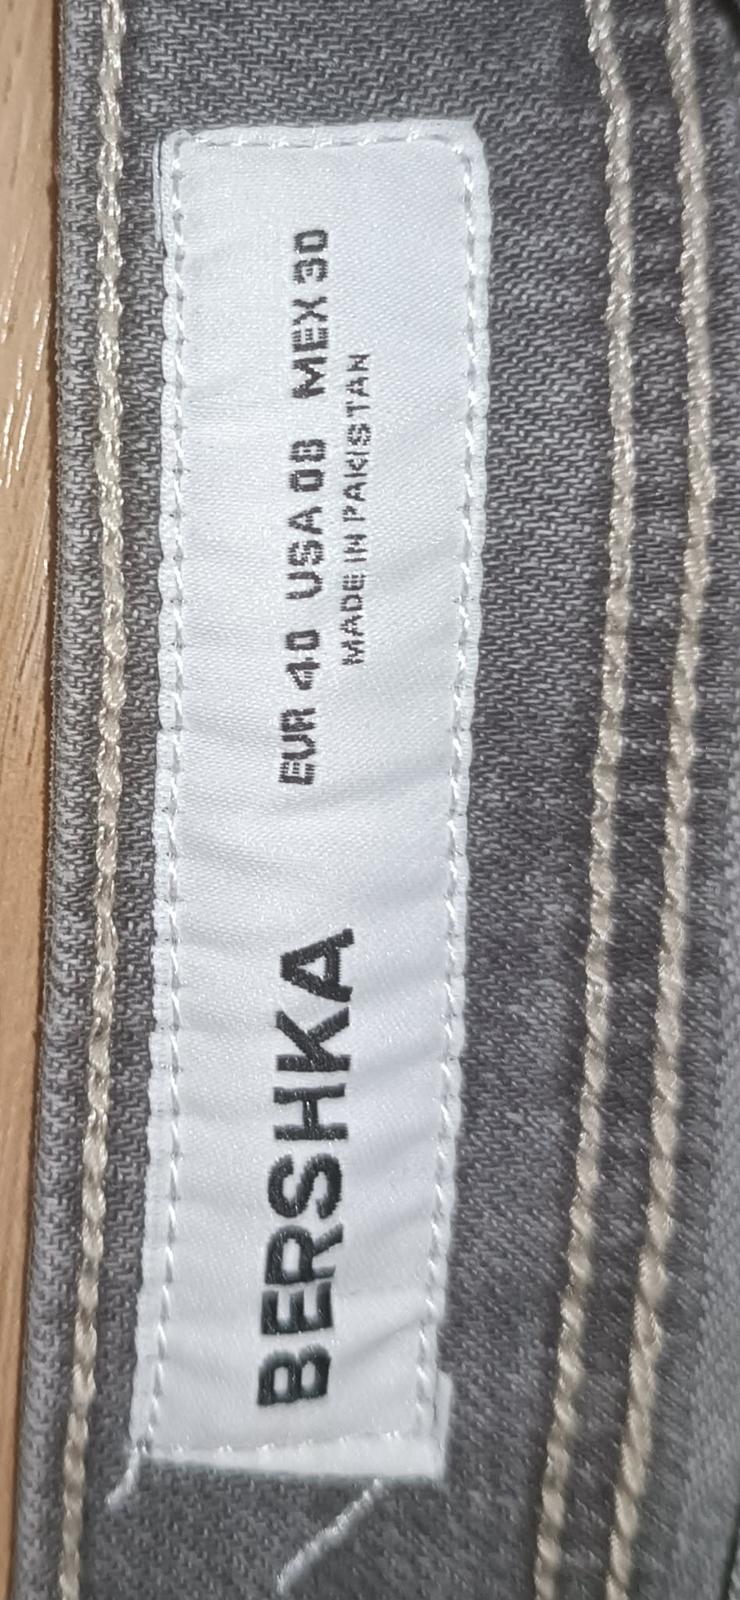 BERSHKA
EUR 40 USA 08 MEX 30
MADE IN PAKISTAN